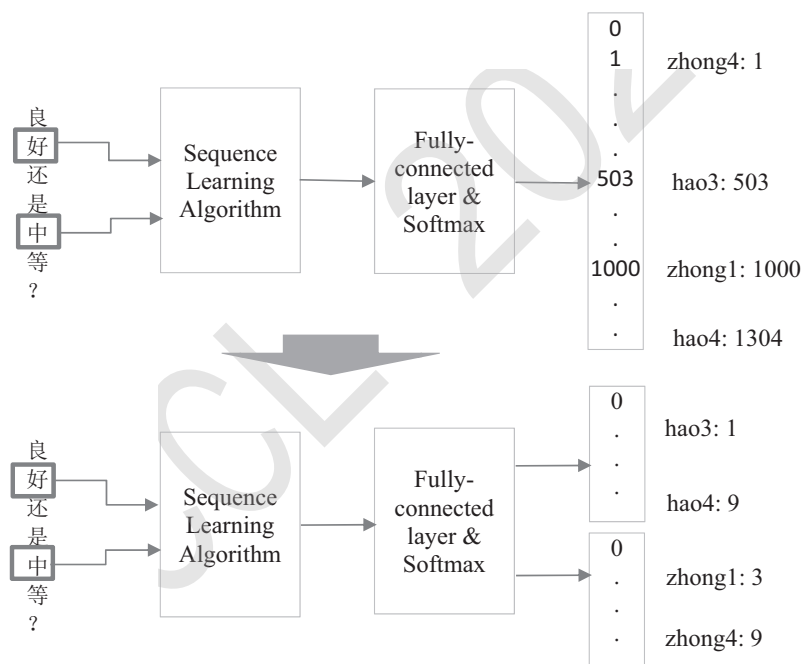 良
好
还
是
中
等
？
Sequence
Learning
Algorithm
Fully-
connected
layer &
Softmax
0
1
.
.
.
503
.
.
1000
.
.
zhong4: 1
hao3: 503
zhong1: 1000
hao4: 1304
良
好
还
是
中
等
？
Sequence
Learning
Algorithm
Fully-
connected
layer &
Softmax
0
.
.
.
hao3: 1
hao4: 9
0
.
.
.
zhong1: 3
zhong4: 9